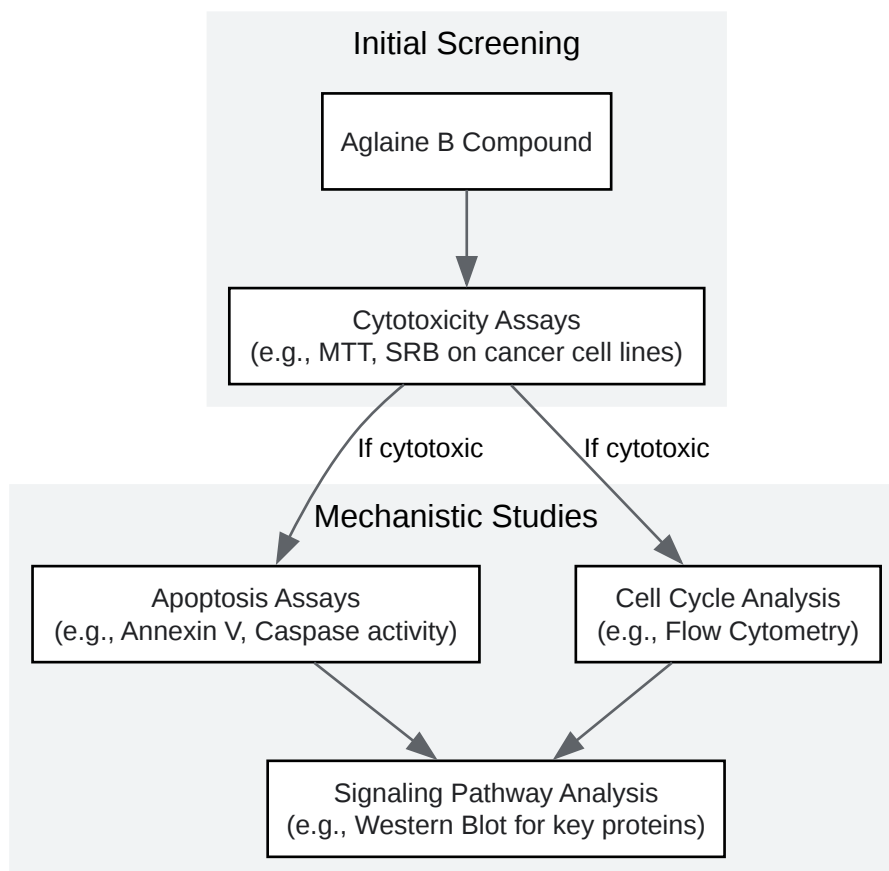 Initial Screening
Aglaine B Compound
Cytotoxicity Assays
(e.g., MTT, SRB on cancer cell lines)
If cytotoxic
If cytotoxic
Mechanistic Studies
Apoptosis Assays
(e.g., Annexin V, Caspase activity)
Cell Cycle Analysis
(e.g., Flow Cytometry)
Signaling Pathway Analysis
(e.g., Western Blot for key proteins)